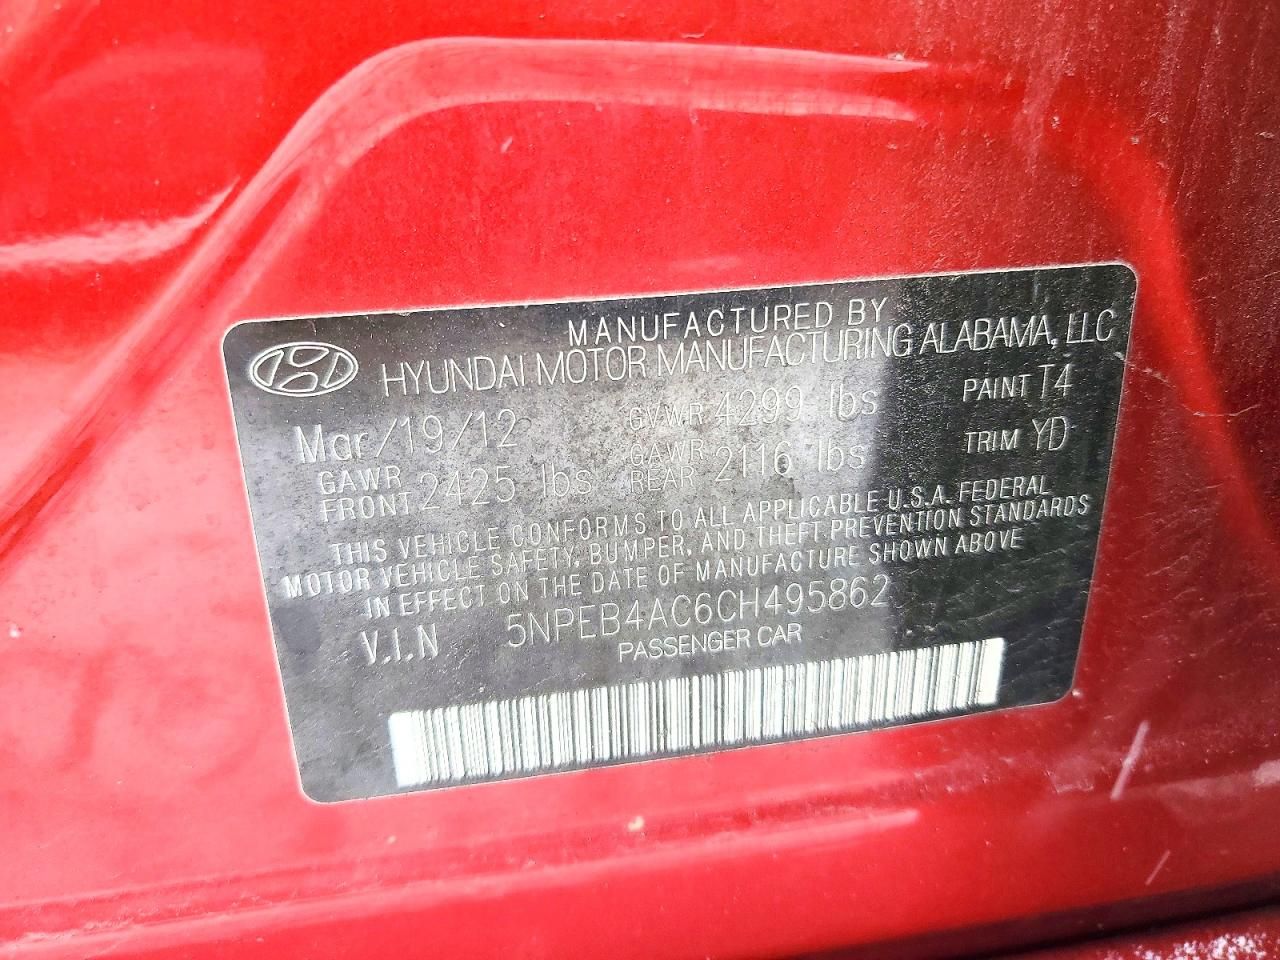 MANUFACTURED BY
HYUNDAI MOTOR MANUFACTURING ALABAMA, LLC
Mar/19/12 GVWR 4299 lbs PAINT T4
GAWR FRONT 2425 lbs GAWR REAR 2116 lbs TRIM YD
THIS VEHICLE CONFORMS TO ALL APPLICABLE U.S.A. FEDERAL
MOTOR VEHICLE SAFETY, BUMPER, AND THEFT PREVENTION STANDARDS
IN EFFECT ON THE DATE OF MANUFACTURE SHOWN ABOVE
V.I.N 5NPEB4AC6CH495862
PASSENGER CAR